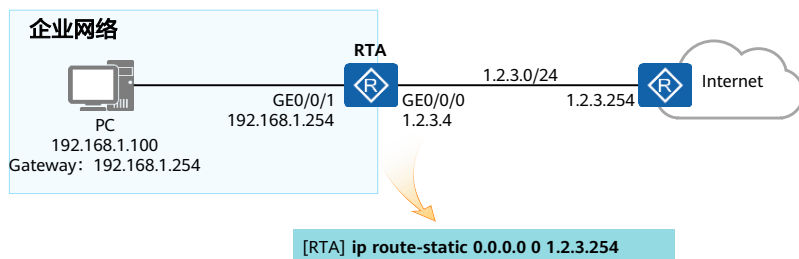 企业网络
RTA
R
R
1.2.3.0/24
Internet
GE0/0/1
GE0/0/0
1.2.3.254
PC
192.168.1.254
1.2.3.4
192.168.1.100
Gateway：192.168.1.254
[RTA] ip route-static 0.0.0.0 0 1.2.3.254